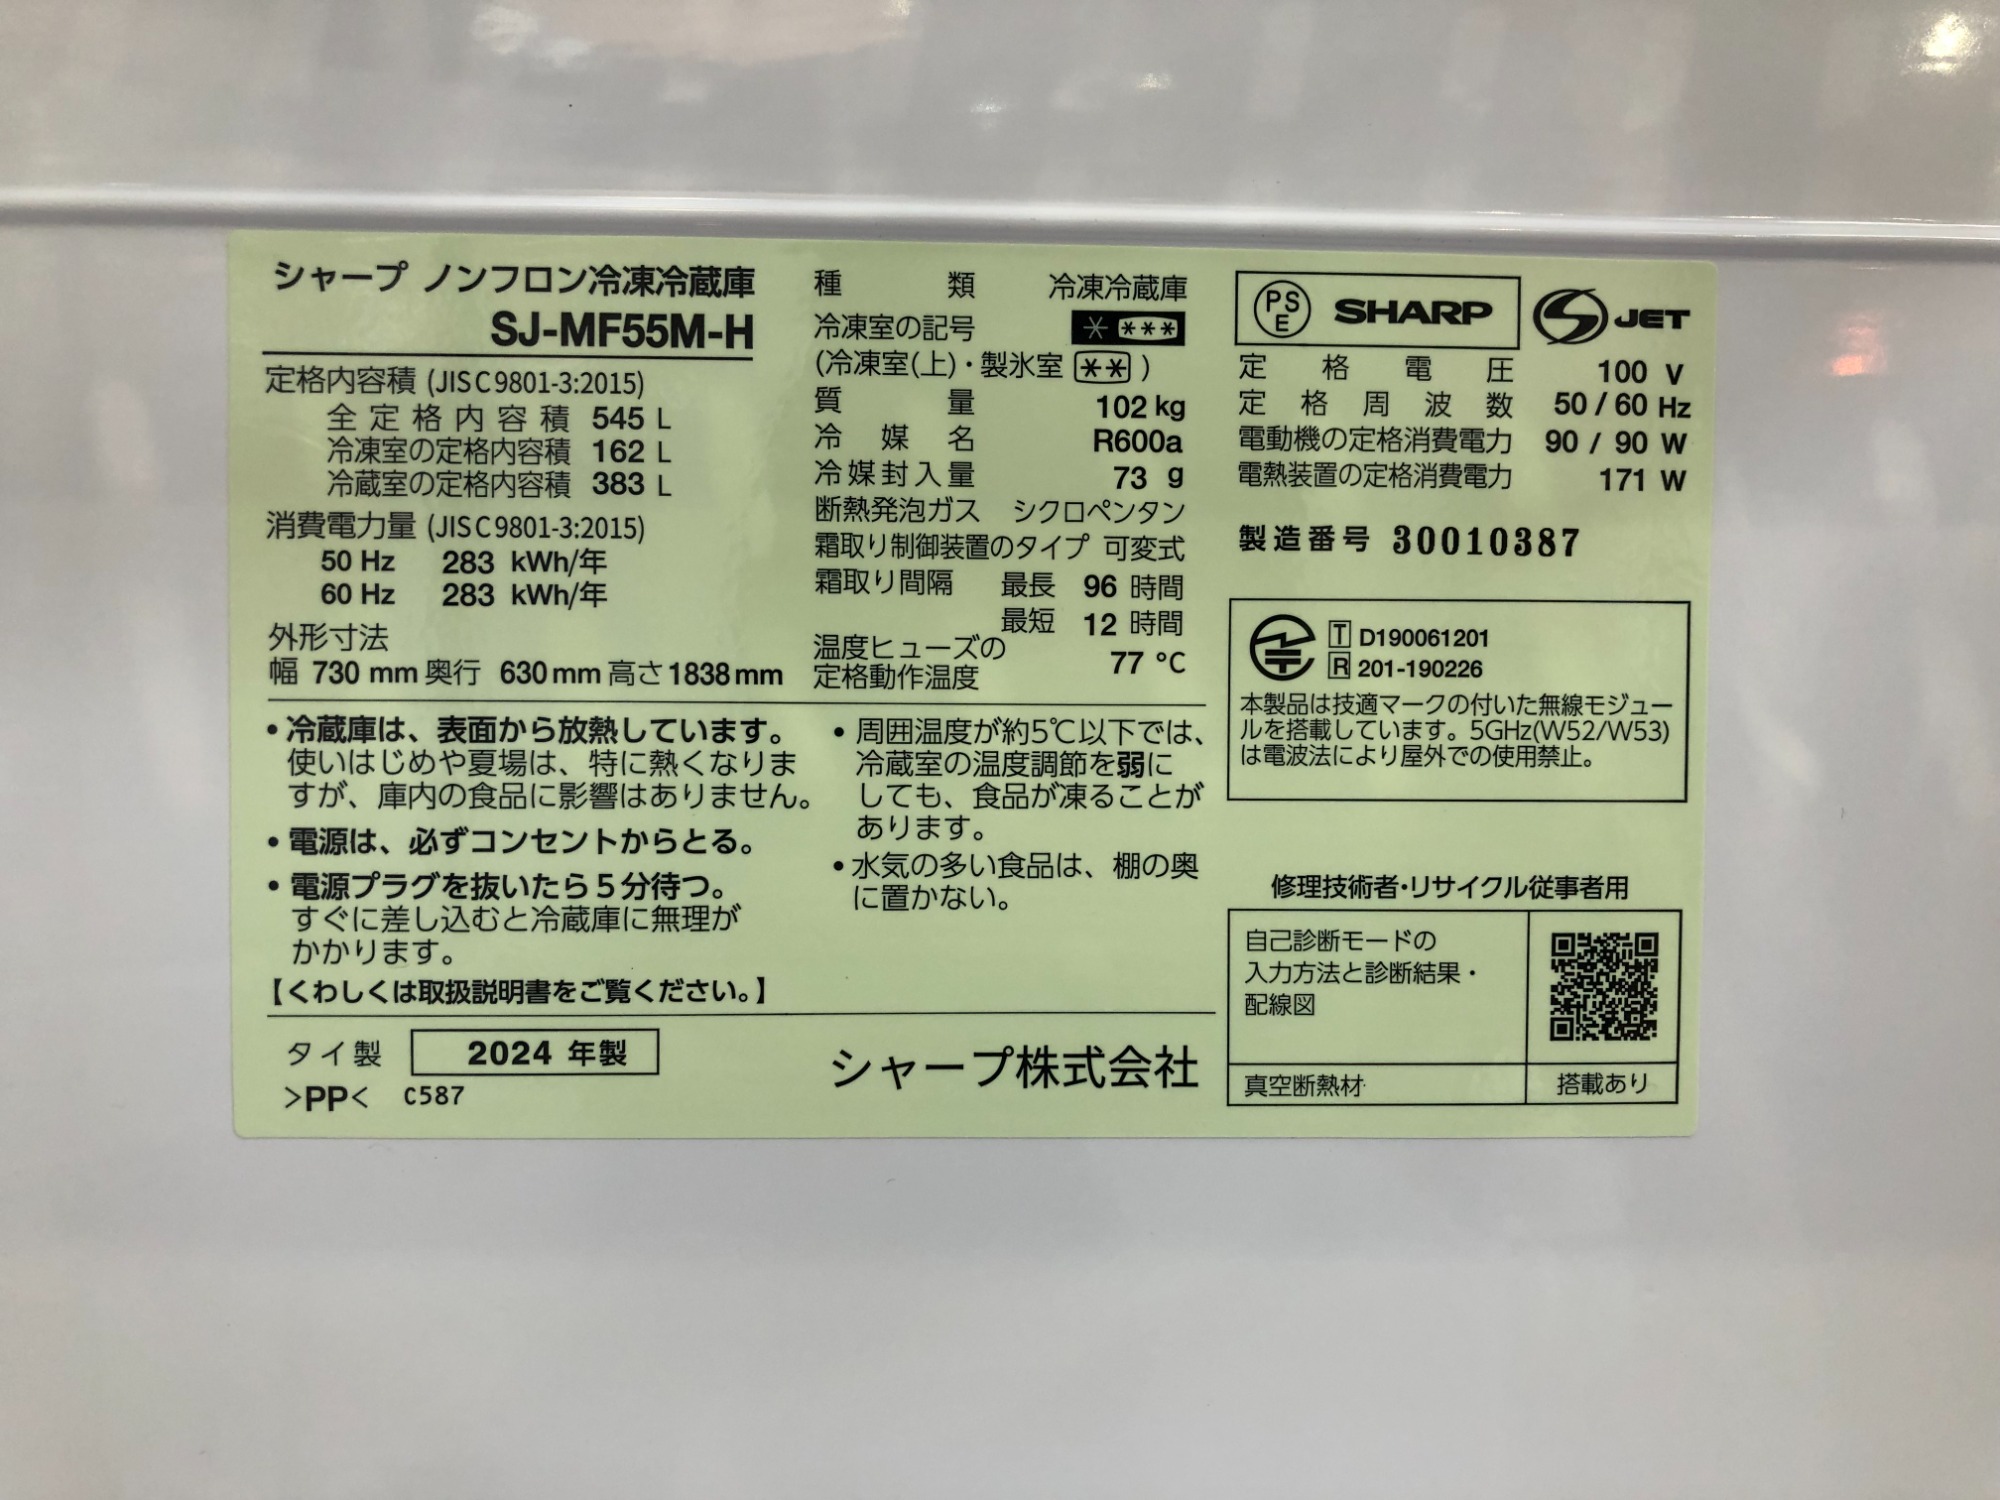 シャープ ノンフロン冷凍冷蔵庫
SJ-MF55M-H
定格内容積 (JIS C 9801-3:2015)
全定格内容積 545 L
冷凍室の定格内容積 162 L
冷蔵室の定格内容積 383 L
消費電力量 (JIS C 9801-3:2015)
50 Hz 283 kWh/年
60 Hz 283 kWh/年
外形寸法
幅 730 mm 奥行 630 mm 高さ 1838 mm
種類 冷凍冷蔵庫
冷凍室の記号 * ***
(冷凍室(上)・製氷室 ** )
質量 102 kg
冷媒名 R600a
冷媒封入量 73 g
断熱発泡ガス シクロペンタン
霜取り制御装置のタイプ 可変式
霜取り間隔 最長 96 時間
最短 12 時間
温度ヒューズの
定格動作温度 77 °C
PSE SHARP S JET
定格電圧 100 V
定格周波数 50 / 60 Hz
電動機の定格消費電力 90 / 90 W
電熱装置の定格消費電力 171 W
製造番号 30010387
T D190061201
R 201-190226
本製品は技適マークの付いた無線モジュー
ルを搭載しています。5GHz(W52/W53)
は電波法により屋外での使用禁止。
• 冷蔵庫は、表面から放熱しています。
使いはじめや夏場は、特に熱くなりま
すが、庫内の食品に影響はありません。
• 電源は、必ずコンセントからとる。
• 電源プラグを抜いたら5分待つ。
すぐに差し込むと冷蔵庫に無理が
かかります。
【くわしくは取扱説明書をご覧ください。】
• 周囲温度が約5℃以下では、
冷蔵室の温度調節を弱に
しても、食品が凍ることが
あります。
• 水気の多い食品は、棚の奥
に置かない。
修理技術者・リサイクル従事者用
自己診断モードの
入力方法と診断結果・
配線図
真空断熱材 搭載あり
タイ製 2024 年製
>PP< C587
シャープ株式会社